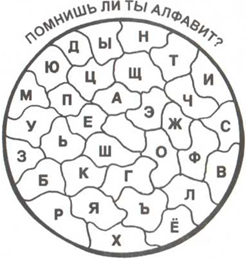 ПОМНИШЬ ЛИ ТЫ АЛФАВИТ?
Д Ы Н
Ю Ц Щ Т И
М П А Ч
У Ь Е Э Ж С
З Ш О Ф В
Б К Г Л
Р Я Ъ Ё
Х